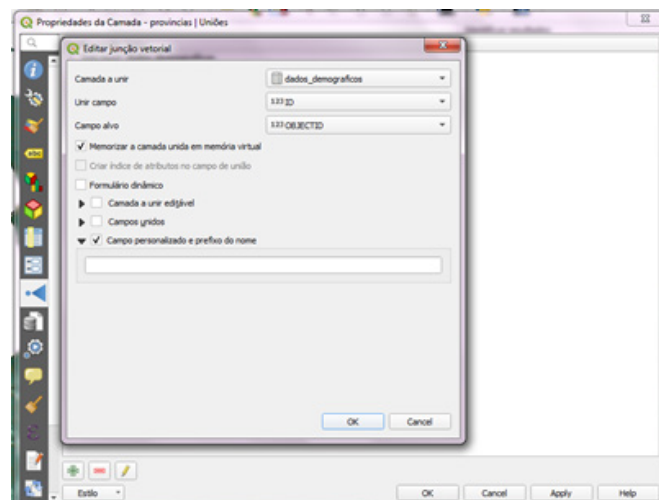 Propriedades da Camada - provincias | Uniões
Editar junção vetorial
Camada a unir
dados_demograficos
Unir campo
123 ID
Campo alvo
123 OBJECTID
Memorizar a camada unida em memória virtual
Criar índice de atributos no campo de união
Formulário dinâmico
Camada a unir editável
Campos unidos
Campo personalizado e prefixo do nome
OK
Cancel
Estilo
OK
Cancel
Apply
Help